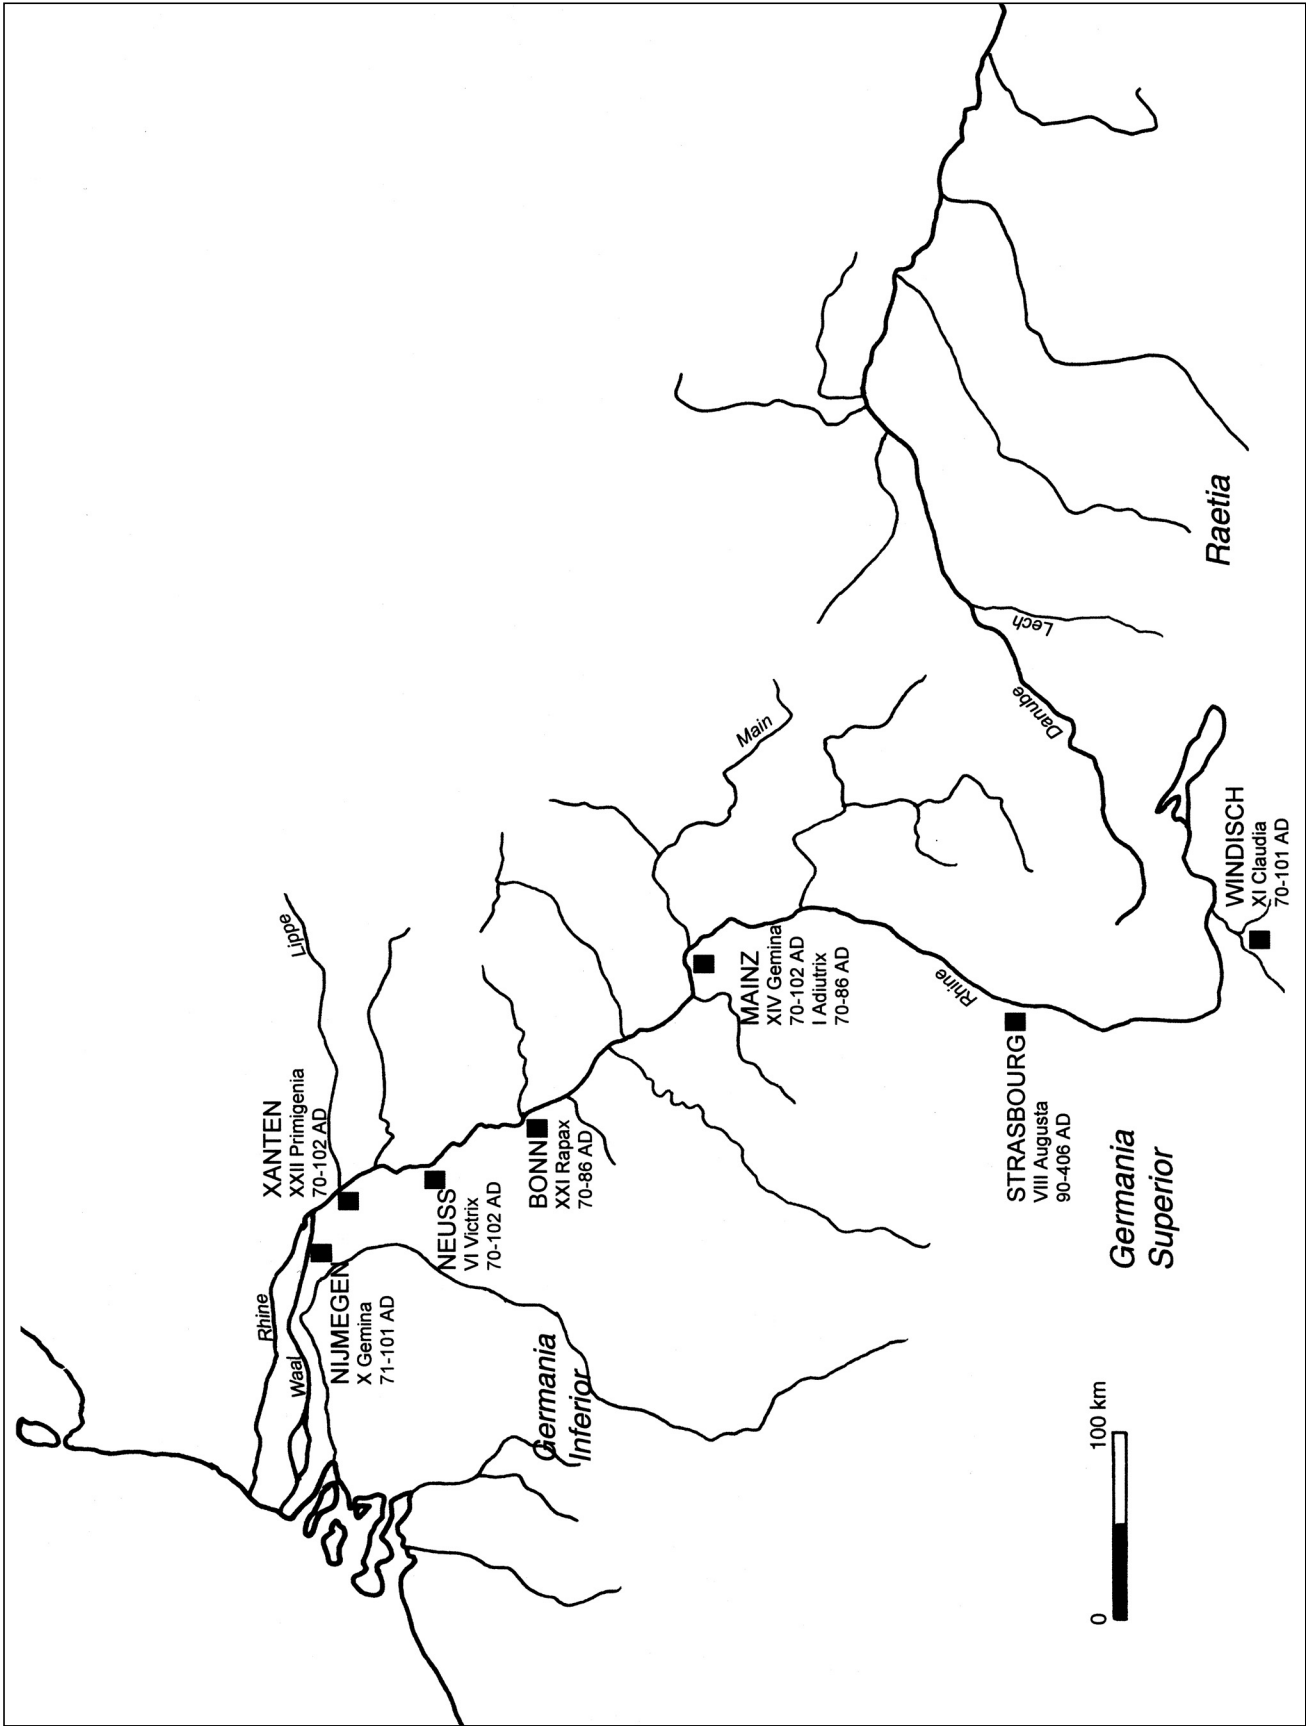 Rhine
Waal
NIJMEGEN
X Gemina
71-101 AD
XANTEN
XXII Primigenia
70-102 AD
Lippe
NEUSS
VI Victrix
70-102 AD
BONN
XXI Rapax
70-86 AD
Germania
Inferior
MAINZ
XIV Gemina
70-102 AD
I Adiutrix
70-86 AD
Main
Rhine
STRASBOURG
VIII Augusta
90-406 AD
Germania
Superior
Danube
Lech
WINDISCH
XI Claudia
70-101 AD
Raetia
0 100 km